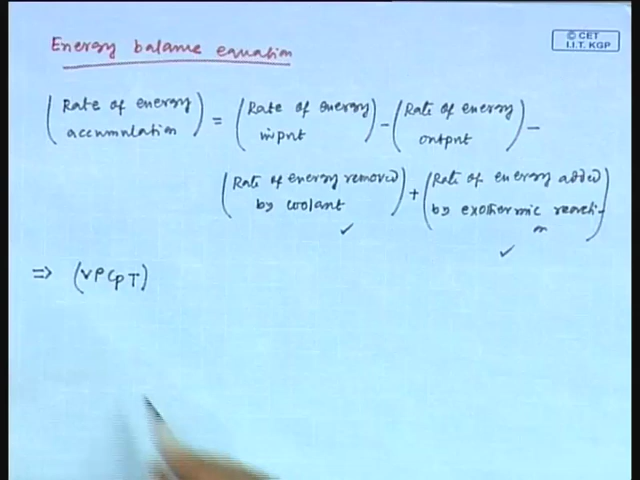 Energy balance equation
© CET
I.I.T. KGP
(Rate of energy accumulation) = (Rate of energy input) - (Rate of energy output) -
(Rate of energy removed by coolant) + (Rate of energy added by exothermic reaction)
✓ ✓
⇒ (VρCpT)